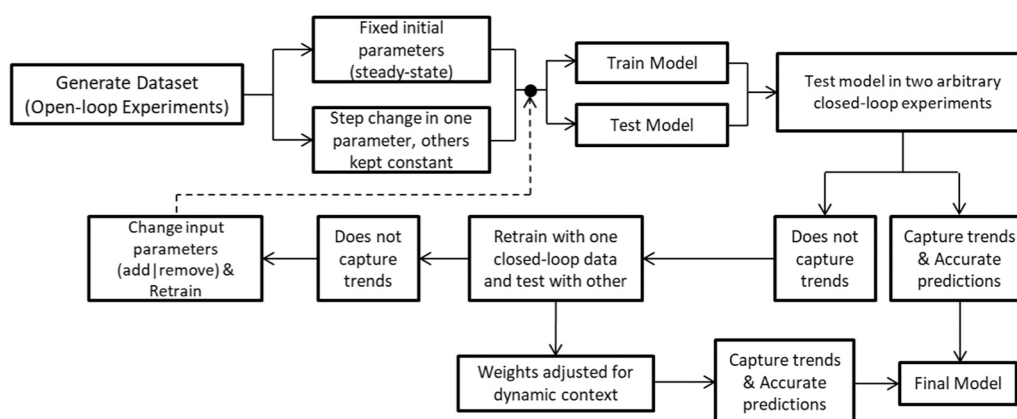 Generate Dataset
(Open-loop Experiments)
Fixed initial
parameters
(steady-state)
Step change in one
parameter, others
kept constant
Train Model
Test Model
Test model in two arbitrary
closed-loop experiments
Change input
parameters
(add|remove) &
Retrain
Does not
capture
trends
Retrain with one
closed-loop data
and test with other
Does not
capture
trends
Capture trends
& Accurate
predictions
Weights adjusted for
dynamic context
Capture trends
& Accurate
predictions
Final Model